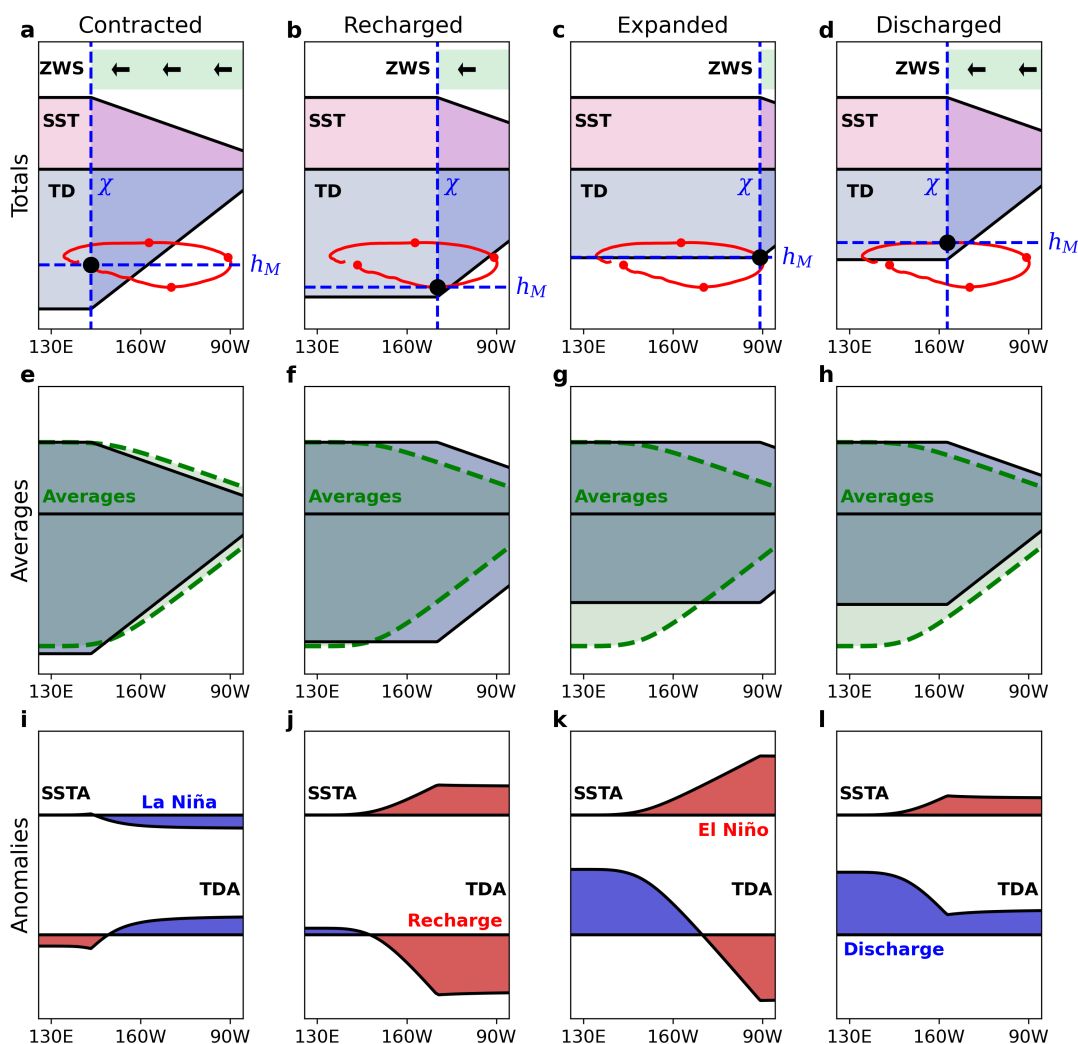 a Contracted
b Recharged
c Expanded
d Discharged
Totals
ZWS
ZWS
ZWS
ZWS
SST
SST
SST
SST
TD
TD
TD
TD
χ
χ
χ
χ
h_M
h_M
h_M
h_M
130E 160W 90W
130E 160W 90W
130E 160W 90W
130E 160W 90W
e
f
g
h
Averages
Averages
Averages
Averages
Averages
130E 160W 90W
130E 160W 90W
130E 160W 90W
130E 160W 90W
i
j
k
l
Anomalies
SSTA
La Niña
TDA
130E 160W 90W
SSTA
TDA
Recharge
130E 160W 90W
SSTA
El Niño
TDA
130E 160W 90W
SSTA
TDA
Discharge
130E 160W 90W